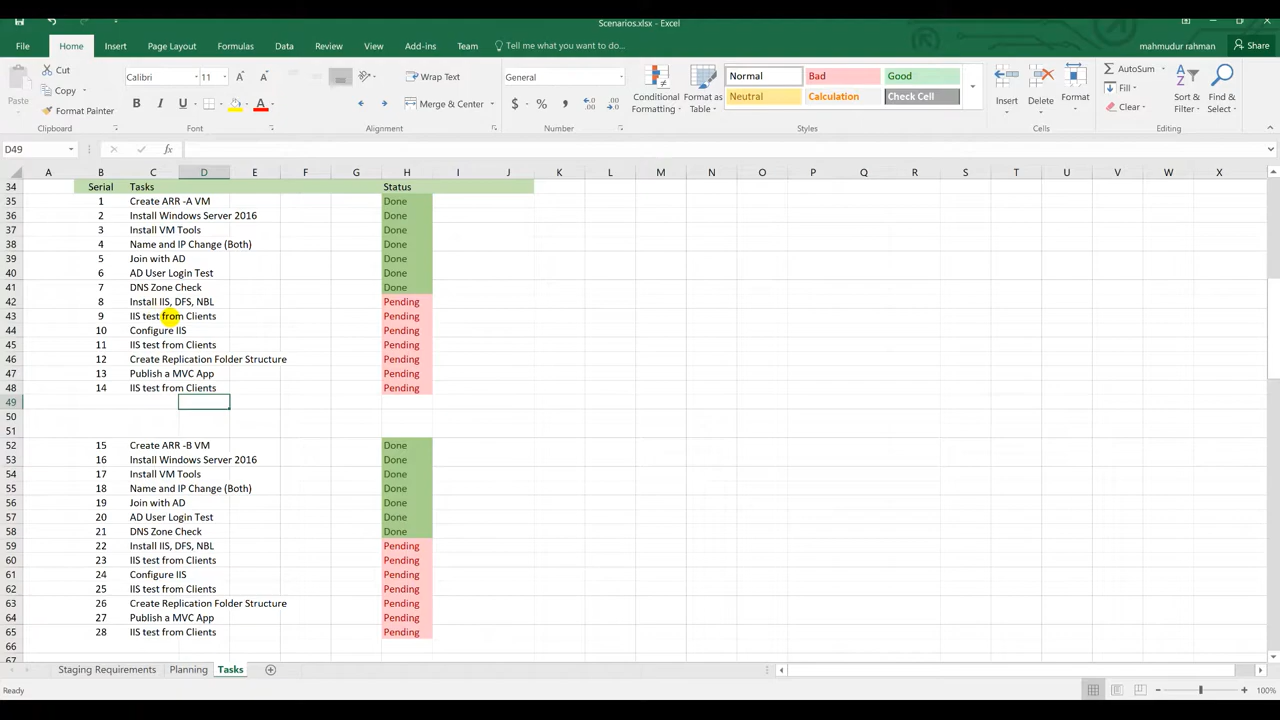 Scenarios.xlsx - Excel
File Home Insert Page Layout Formulas Data Review View Add-ins Team Tell me what you want to do... mahmudur rahman Share
Paste Cut Copy Format Painter Clipboard
Calibri 11 A A B I U A Font
Wrap Text Merge & Center Alignment
General $ % , Number
Conditional Formatting Format as Table Normal Bad Good Neutral Calculation Check Cell Styles
Insert Delete Format Cells
AutoSum Fill Clear Sort & Filter Find & Select Editing
D49 fx
A B C D E F G H I J K L M N O P Q R S T U V W X
34 Serial Tasks Status
35 1 Create ARR -A VM Done
36 2 Install Windows Server 2016 Done
37 3 Install VM Tools Done
38 4 Name and IP Change (Both) Done
39 5 Join with AD Done
40 6 AD User Login Test Done
41 7 DNS Zone Check Done
42 8 Install IIS, DFS, NBL Pending
43 9 IIS test from Clients Pending
44 10 Configure IIS Pending
45 11 IIS test from Clients Pending
46 12 Create Replication Folder Structure Pending
47 13 Publish a MVC App Pending
48 14 IIS test from Clients Pending
49
50
51
52 15 Create ARR -B VM Done
53 16 Install Windows Server 2016 Done
54 17 Install VM Tools Done
55 18 Name and IP Change (Both) Done
56 19 Join with AD Done
57 20 AD User Login Test Done
58 21 DNS Zone Check Done
59 22 Install IIS, DFS, NBL Pending
60 23 IIS test from Clients Pending
61 24 Configure IIS Pending
62 25 IIS test from Clients Pending
63 26 Create Replication Folder Structure Pending
64 27 Publish a MVC App Pending
65 28 IIS test from Clients Pending
66
67
Staging Requirements Planning Tasks
Ready 100%